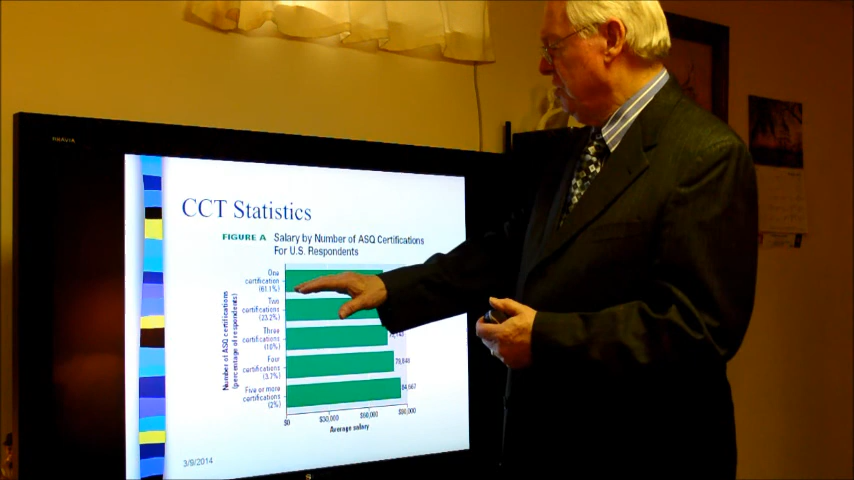 BRAVIA
CCT Statistics
FIGURE A Salary by Number of ASQ Certifications
For U.S. Respondents
Number of ASQ certifications
(percentage of respondents)
One
certification
(61.1%)
Two
certifications
(23.2%)
Three
certifications
(10%)
Four
certifications
(3.7%)
Five or more
certifications
(2%)
$0
$30,000
$60,000
$90,000
Average salary
3/9/2014